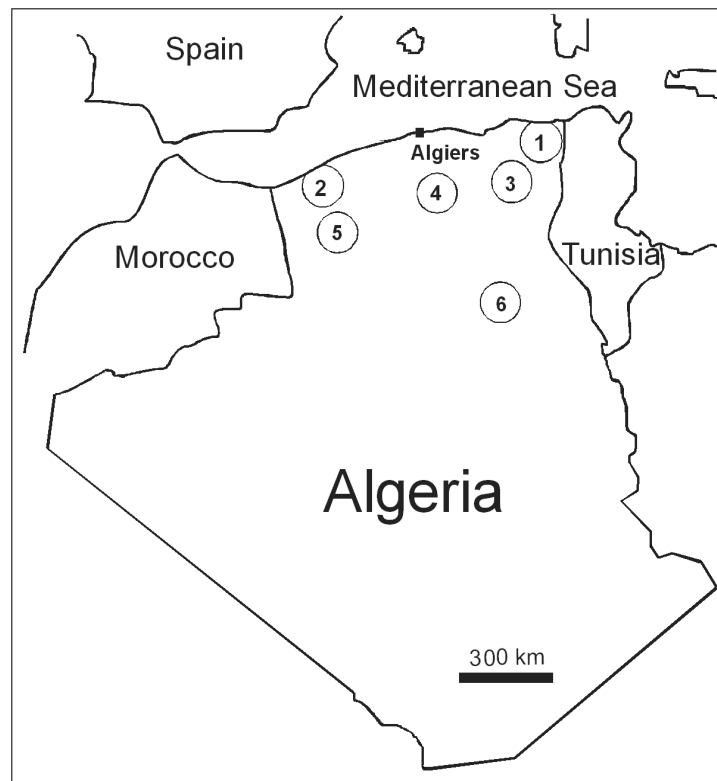 Spain
Mediterranean Sea
1
Algiers
2
4
3
5
Morocco
Tunisia
6
Algeria
300 km